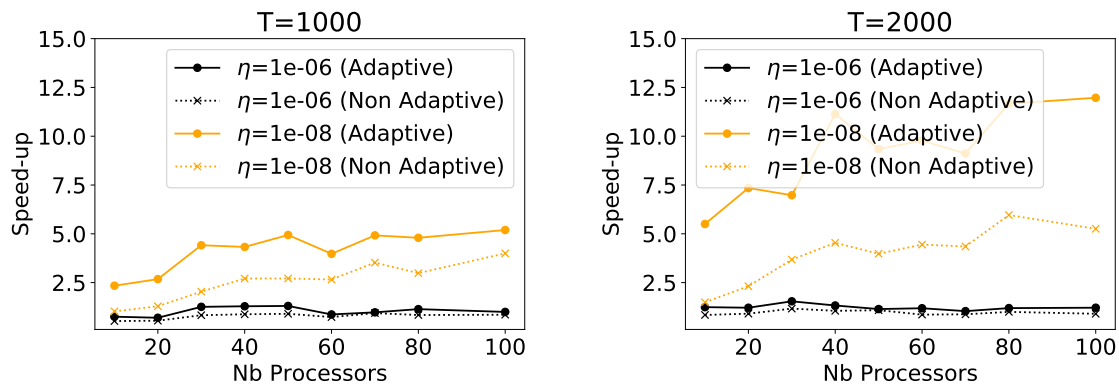 T=1000
15.0
12.5
10.0
7.5
5.0
2.5
Speed-up
η=1e-06 (Adaptive)
η=1e-06 (Non Adaptive)
η=1e-08 (Adaptive)
η=1e-08 (Non Adaptive)
20 40 60 80 100
Nb Processors
T=2000
15.0
12.5
10.0
7.5
5.0
2.5
Speed-up
η=1e-06 (Adaptive)
η=1e-06 (Non Adaptive)
η=1e-08 (Adaptive)
η=1e-08 (Non Adaptive)
20 40 60 80 100
Nb Processors